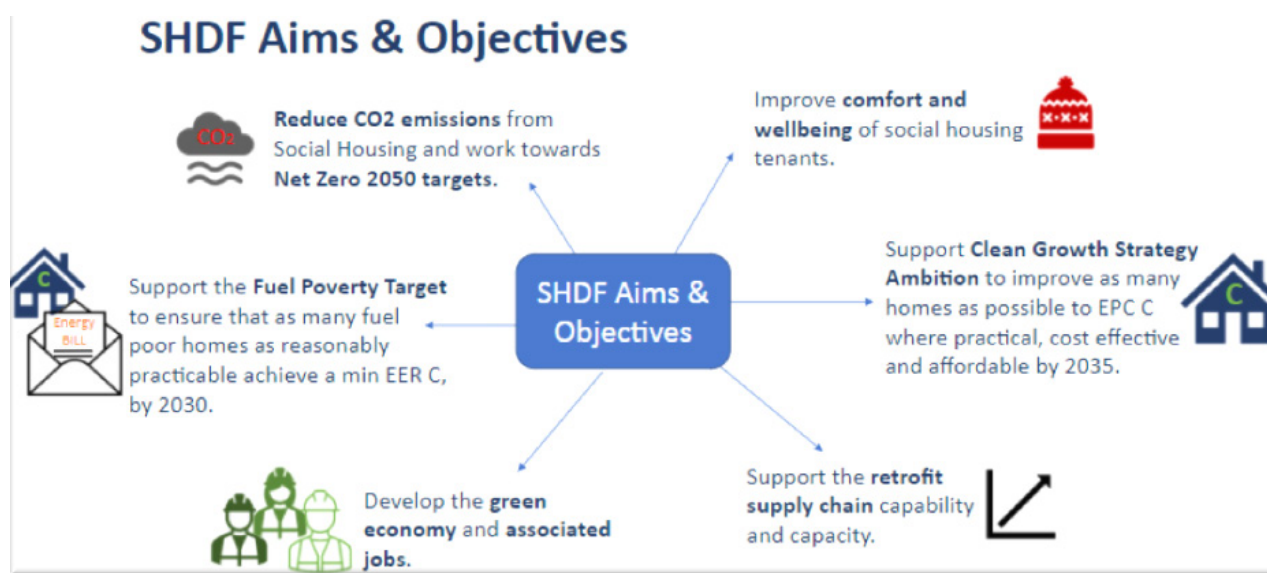 SHDF Aims & Objectives
CO2
Reduce CO2 emissions from
Social Housing and work towards
Net Zero 2050 targets.
Improve comfort and
wellbeing of social housing
tenants.
C
Energy
BILL
Support the Fuel Poverty Target
to ensure that as many fuel
poor homes as reasonably
practicable achieve a min EER C,
by 2030.
SHDF Aims &
Objectives
Support Clean Growth Strategy
Ambition to improve as many
homes as possible to EPC C
where practical, cost effective
and affordable by 2035.
C
Develop the green
economy and associated
jobs.
Support the retrofit
supply chain capability
and capacity.